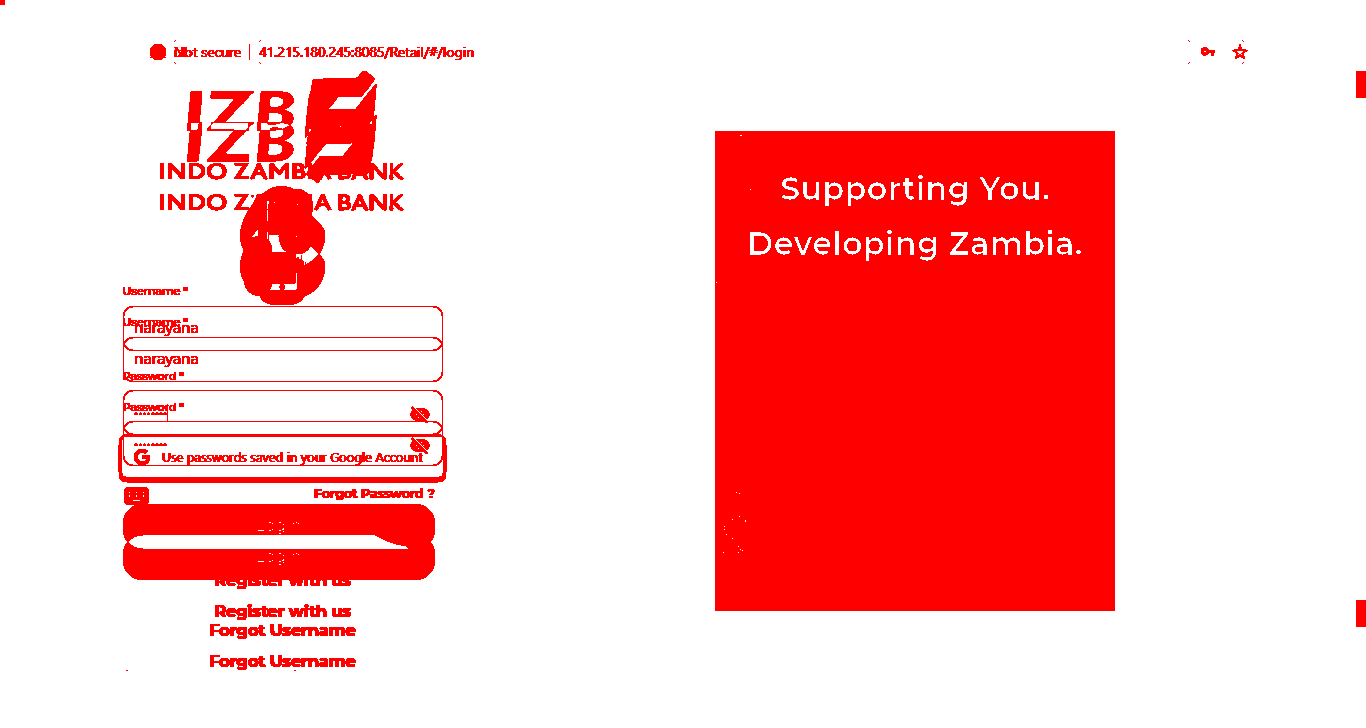 Not secure 41.215.180.245:8085/Retail/#/login
IZB
IZB
INDO ZAMBIA BANK
INDO ZAMBIA BANK
Supporting You.
Developing Zambia.
Username *
Username *
narayana
narayana
Password *
Password *
Use passwords saved in your Google Account
Forgot Password ?
Register with us
Register with us
Forgot Username
Forgot Username